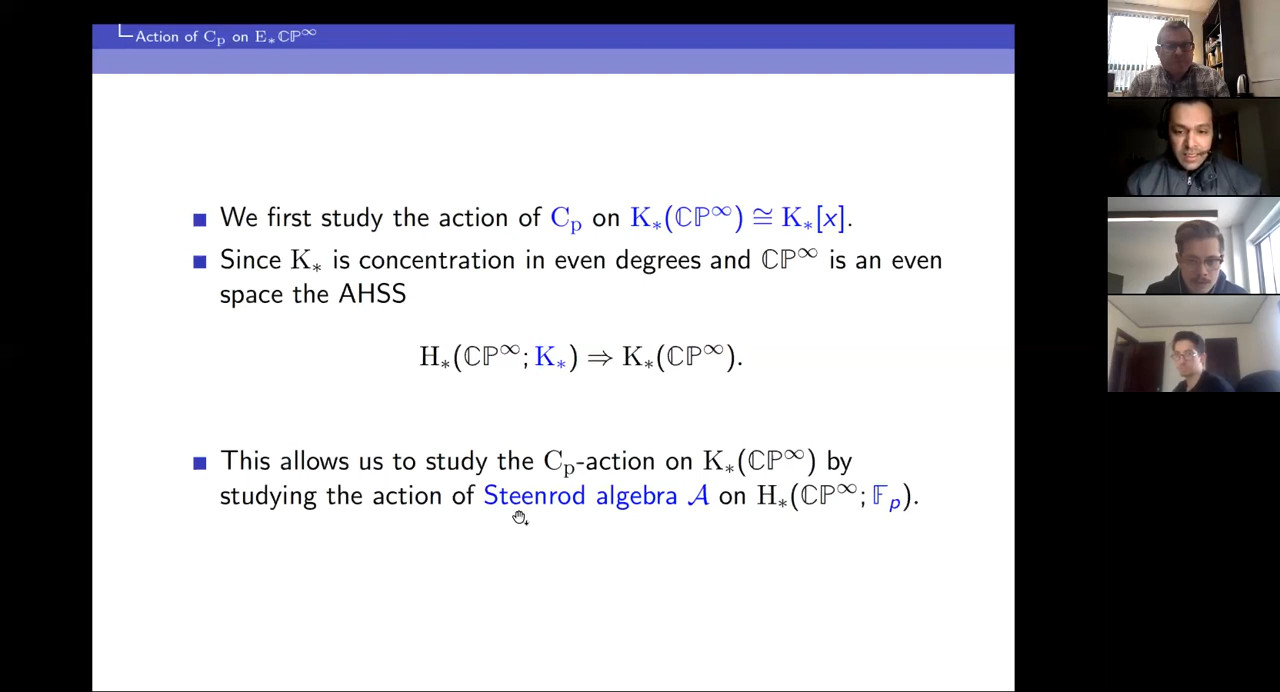 Action of Cₚ on E∗ℂℙ^∞
We first study the action of Cₚ on K∗(ℂℙ^∞) ≅ K∗[x].
Since K∗ is concentration in even degrees and ℂℙ^∞ is an even
space the AHSS
H∗(ℂℙ^∞; K∗) ⇒ K∗(ℂℙ^∞).
This allows us to study the Cₚ-action on K∗(ℂℙ^∞) by
studying the action of Steenrod algebra 𝒜 on H∗(ℂℙ^∞; 𝔽ₚ).